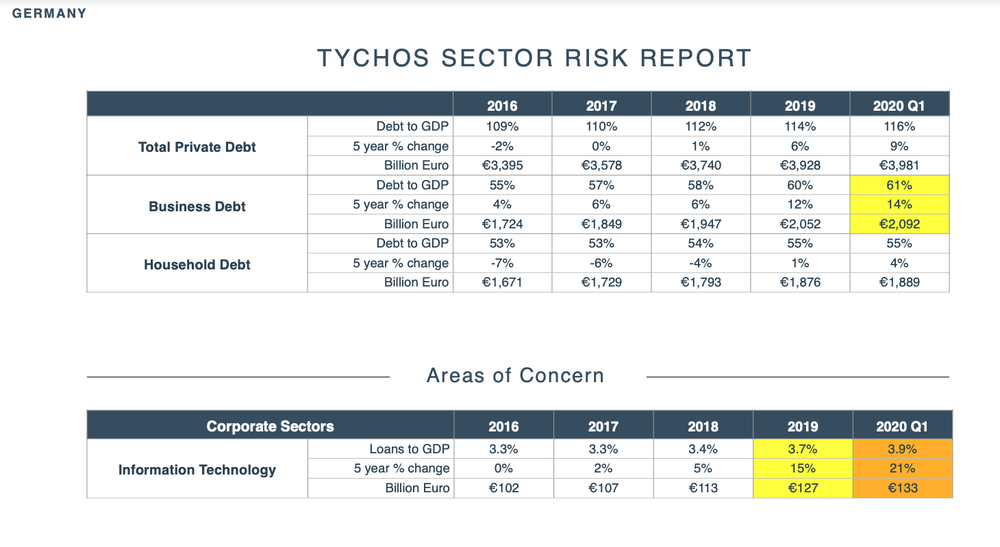 GERMANY
TYCHOS SECTOR RISK REPORT
2016 2017 2018 2019 2020 Q1
Total Private Debt
Debt to GDP 109% 110% 112% 114% 116%
5 year % change -2% 0% 1% 6% 9%
Billion Euro €3,395 €3,578 €3,740 €3,928 €3,981
Business Debt
Debt to GDP 55% 57% 58% 60% 61%
5 year % change 4% 6% 6% 12% 14%
Billion Euro €1,724 €1,849 €1,947 €2,052 €2,092
Household Debt
Debt to GDP 53% 53% 54% 55% 55%
5 year % change -7% -6% -4% 1% 4%
Billion Euro €1,671 €1,729 €1,793 €1,876 €1,889
Areas of Concern
Corporate Sectors 2016 2017 2018 2019 2020 Q1
Information Technology
Loans to GDP 3.3% 3.3% 3.4% 3.7% 3.9%
5 year % change 0% 2% 5% 15% 21%
Billion Euro €102 €107 €113 €127 €133